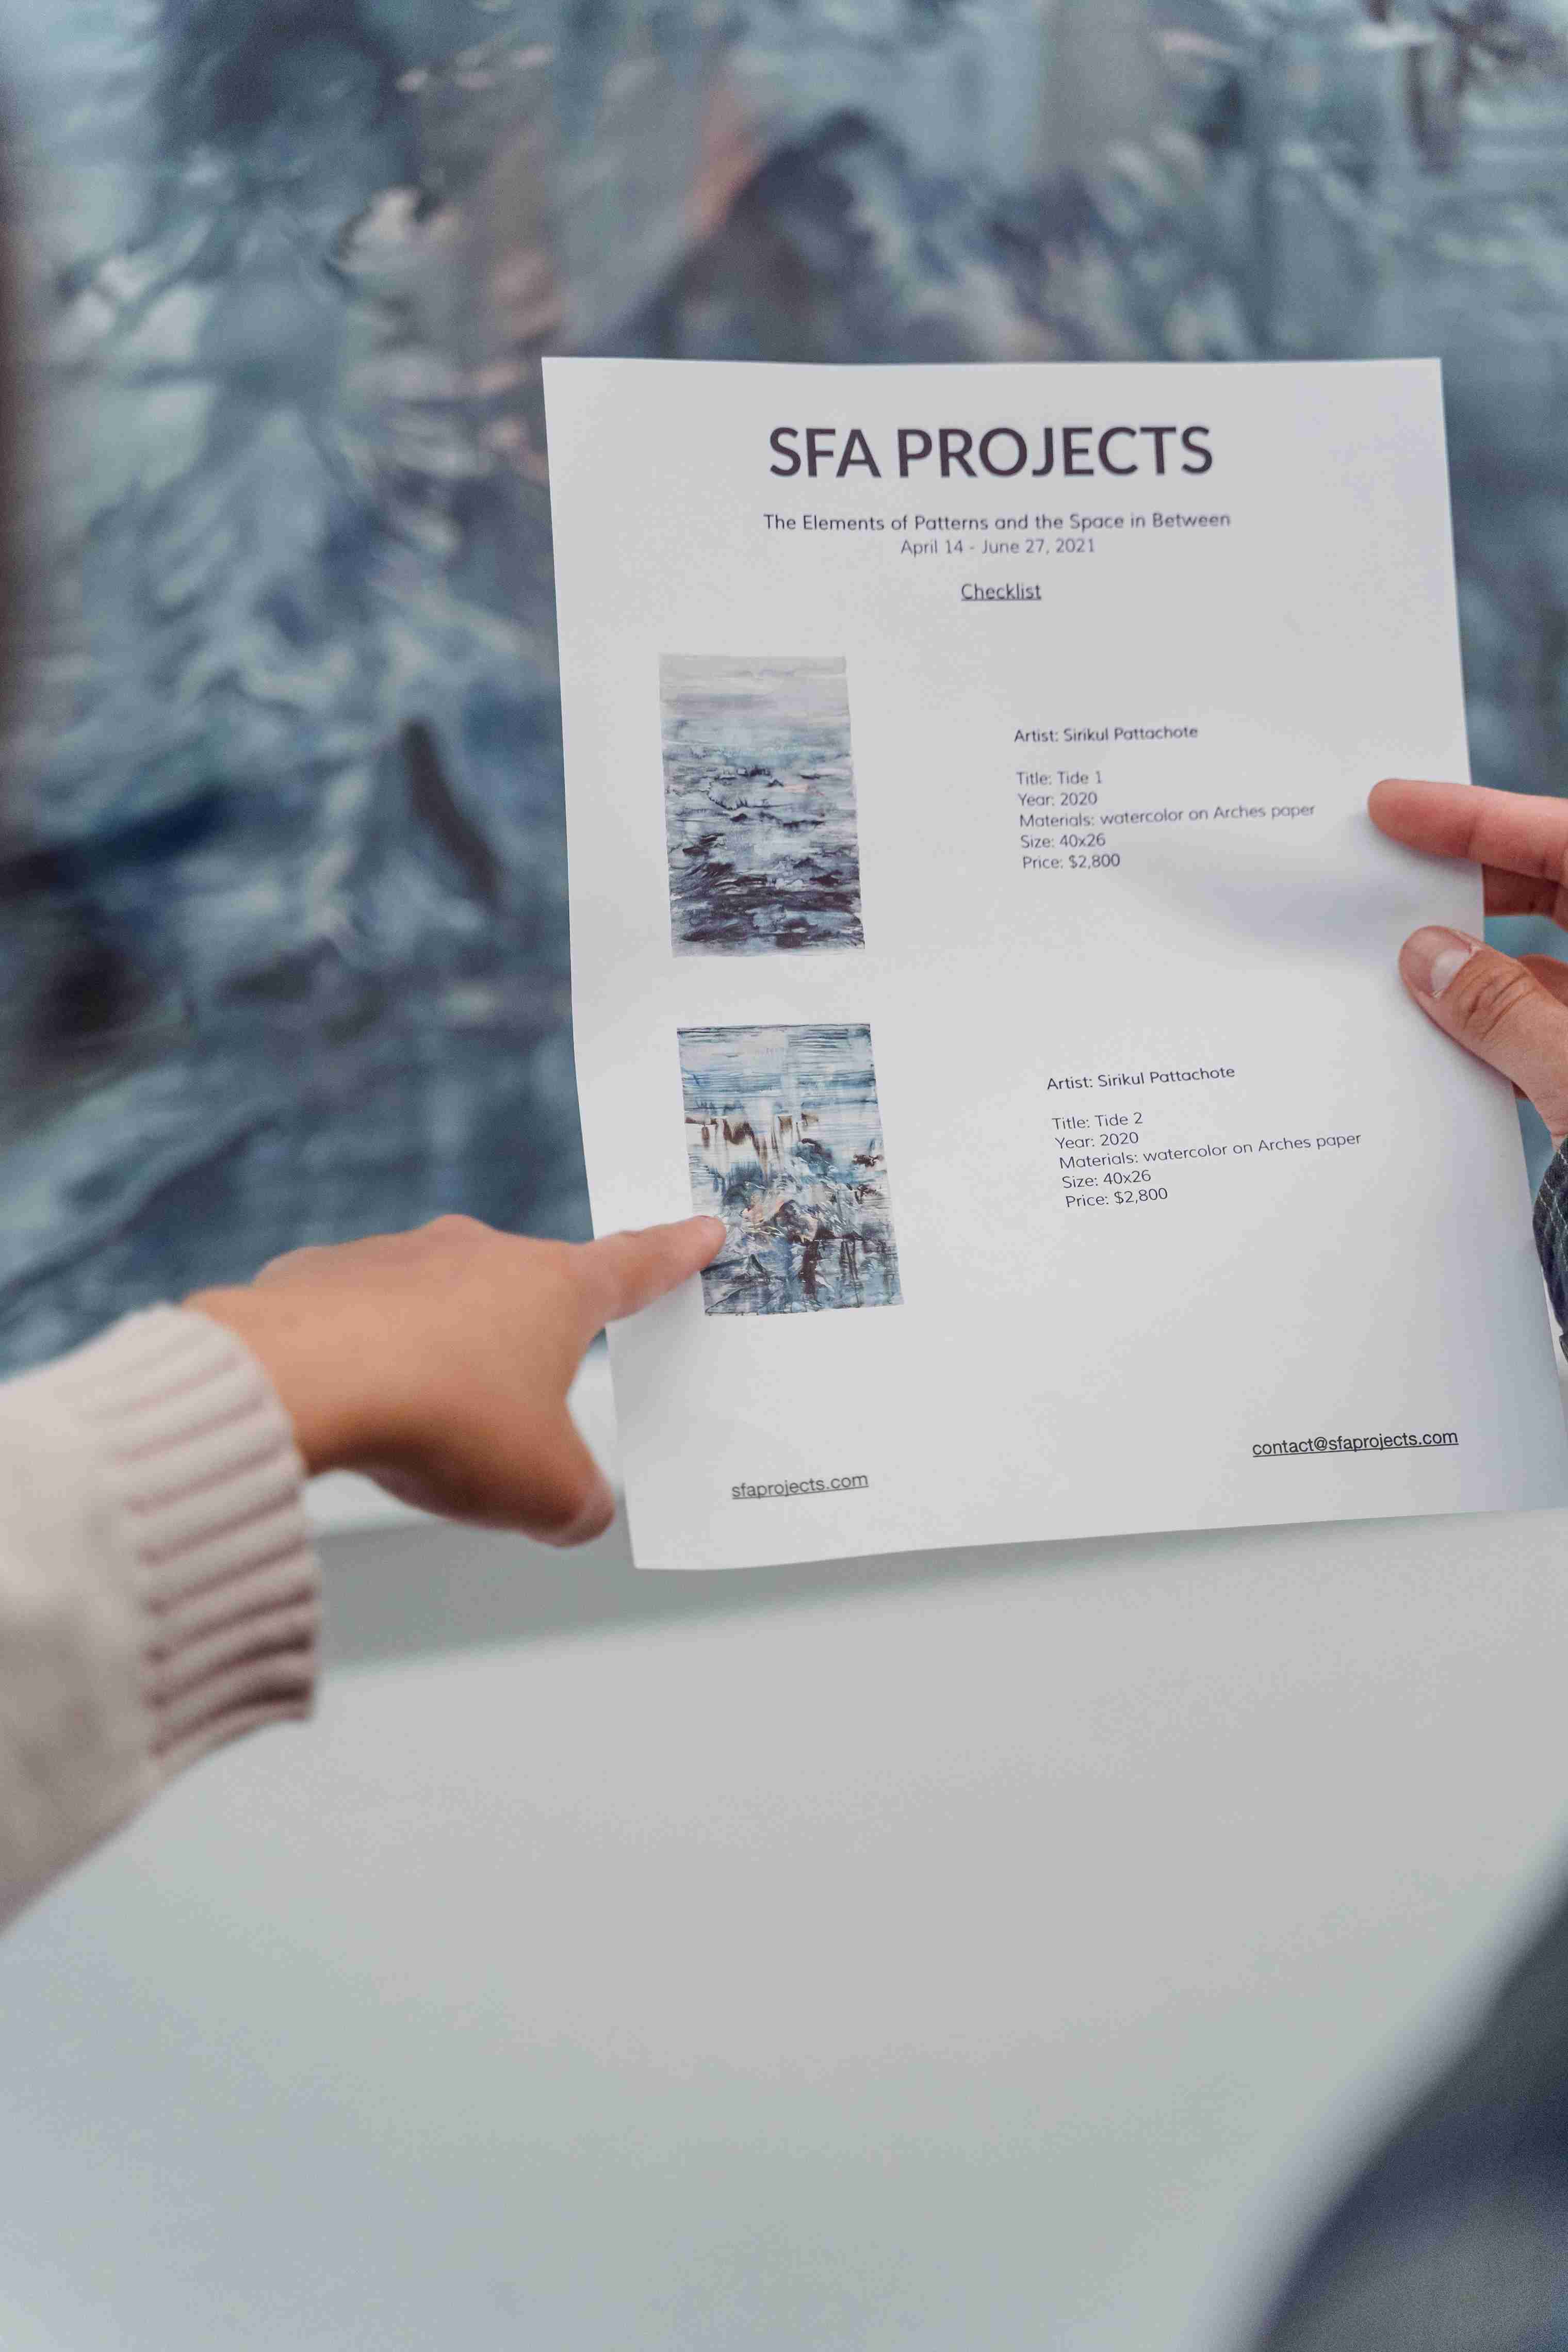 SFA PROJECTS
The Elements of Patterns and the Space in Between
April 14 - June 27, 2021
Checklist
Artist: Sirikul Pattachote
Title: Tide 1
Year: 2020
Materials: watercolor on Arches paper
Size: 40x26
Price: $2,800
Artist: Sirikul Pattachote
Title: Tide 2
Year: 2020
Materials: watercolor on Arches paper
Size: 40x26
Price: $2,800
sfaprojects.com
contact@sfaprojects.com